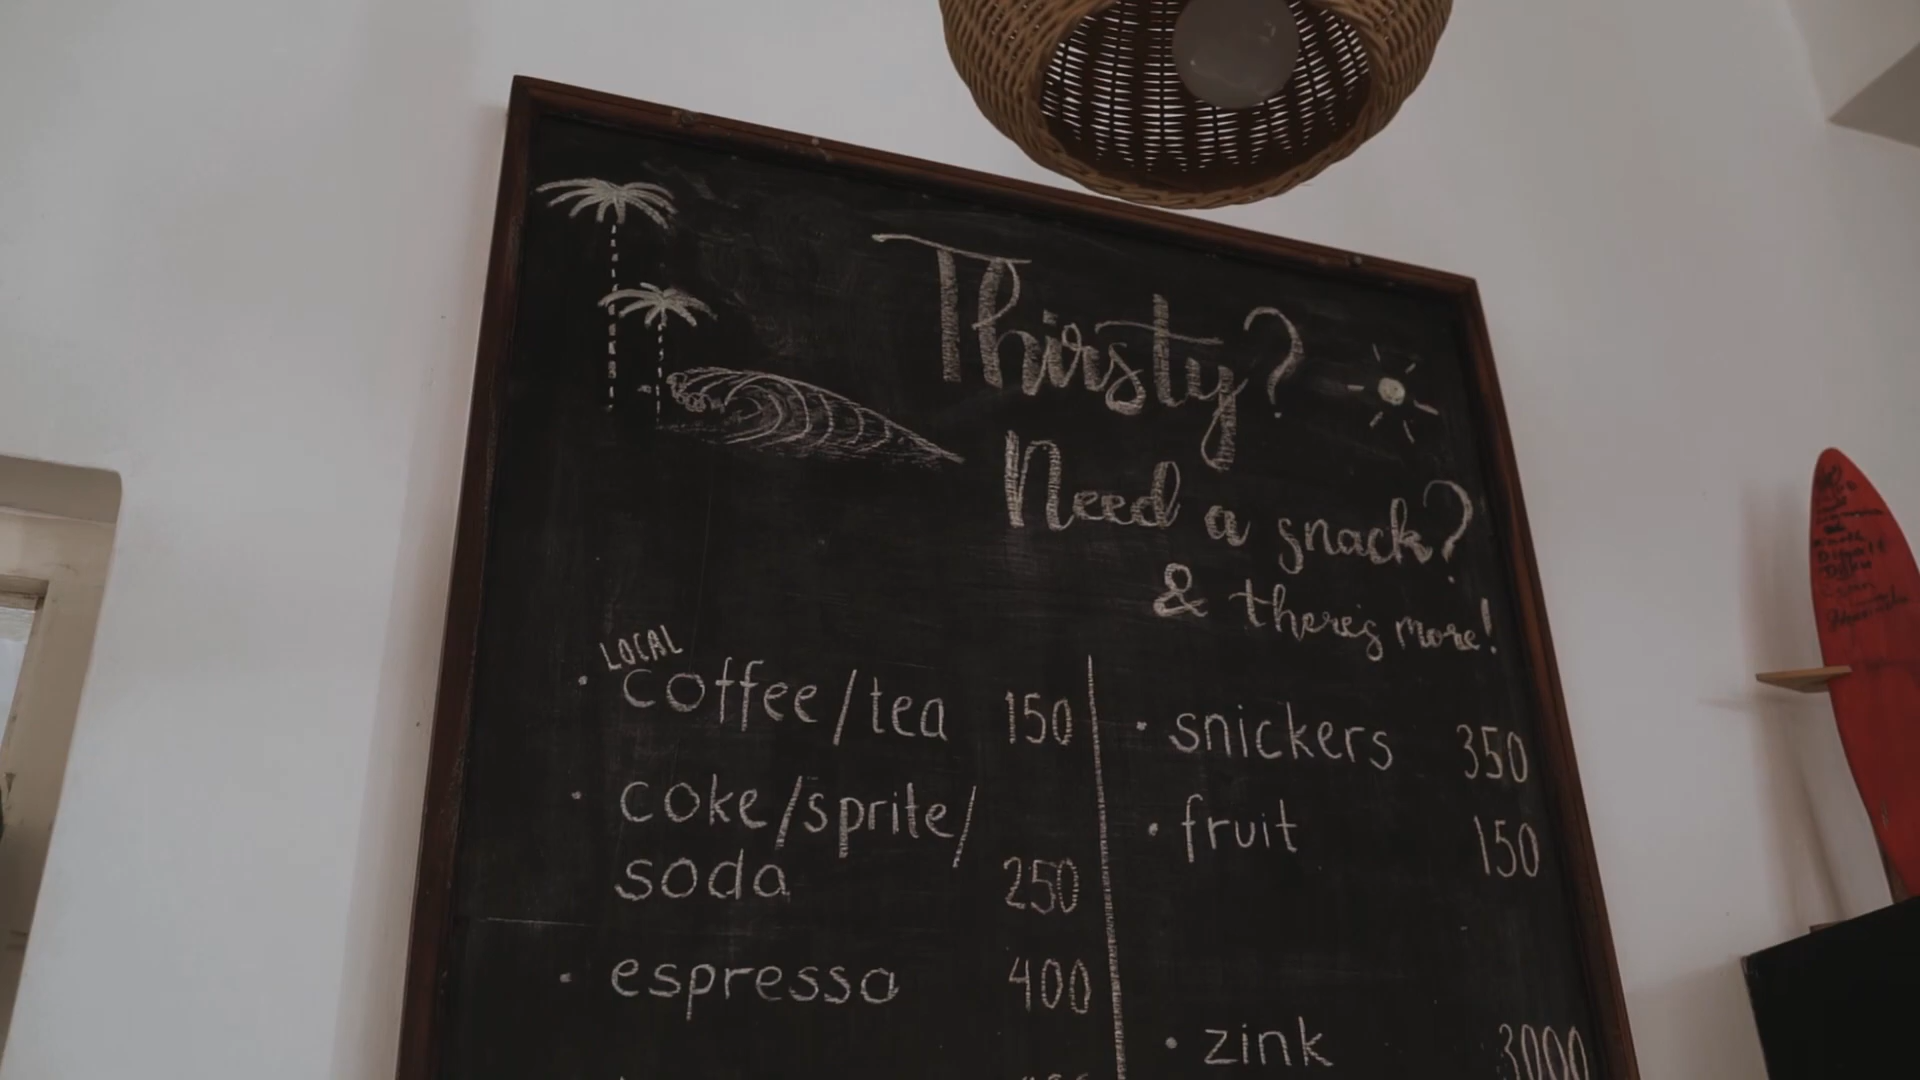 Thirsty?
Need a snack?
& there's more!
LOCAL
· coffee/tea 150
· coke/sprite/
soda 250
· espresso 400
· snickers 350
· fruit 150
· zink 3000